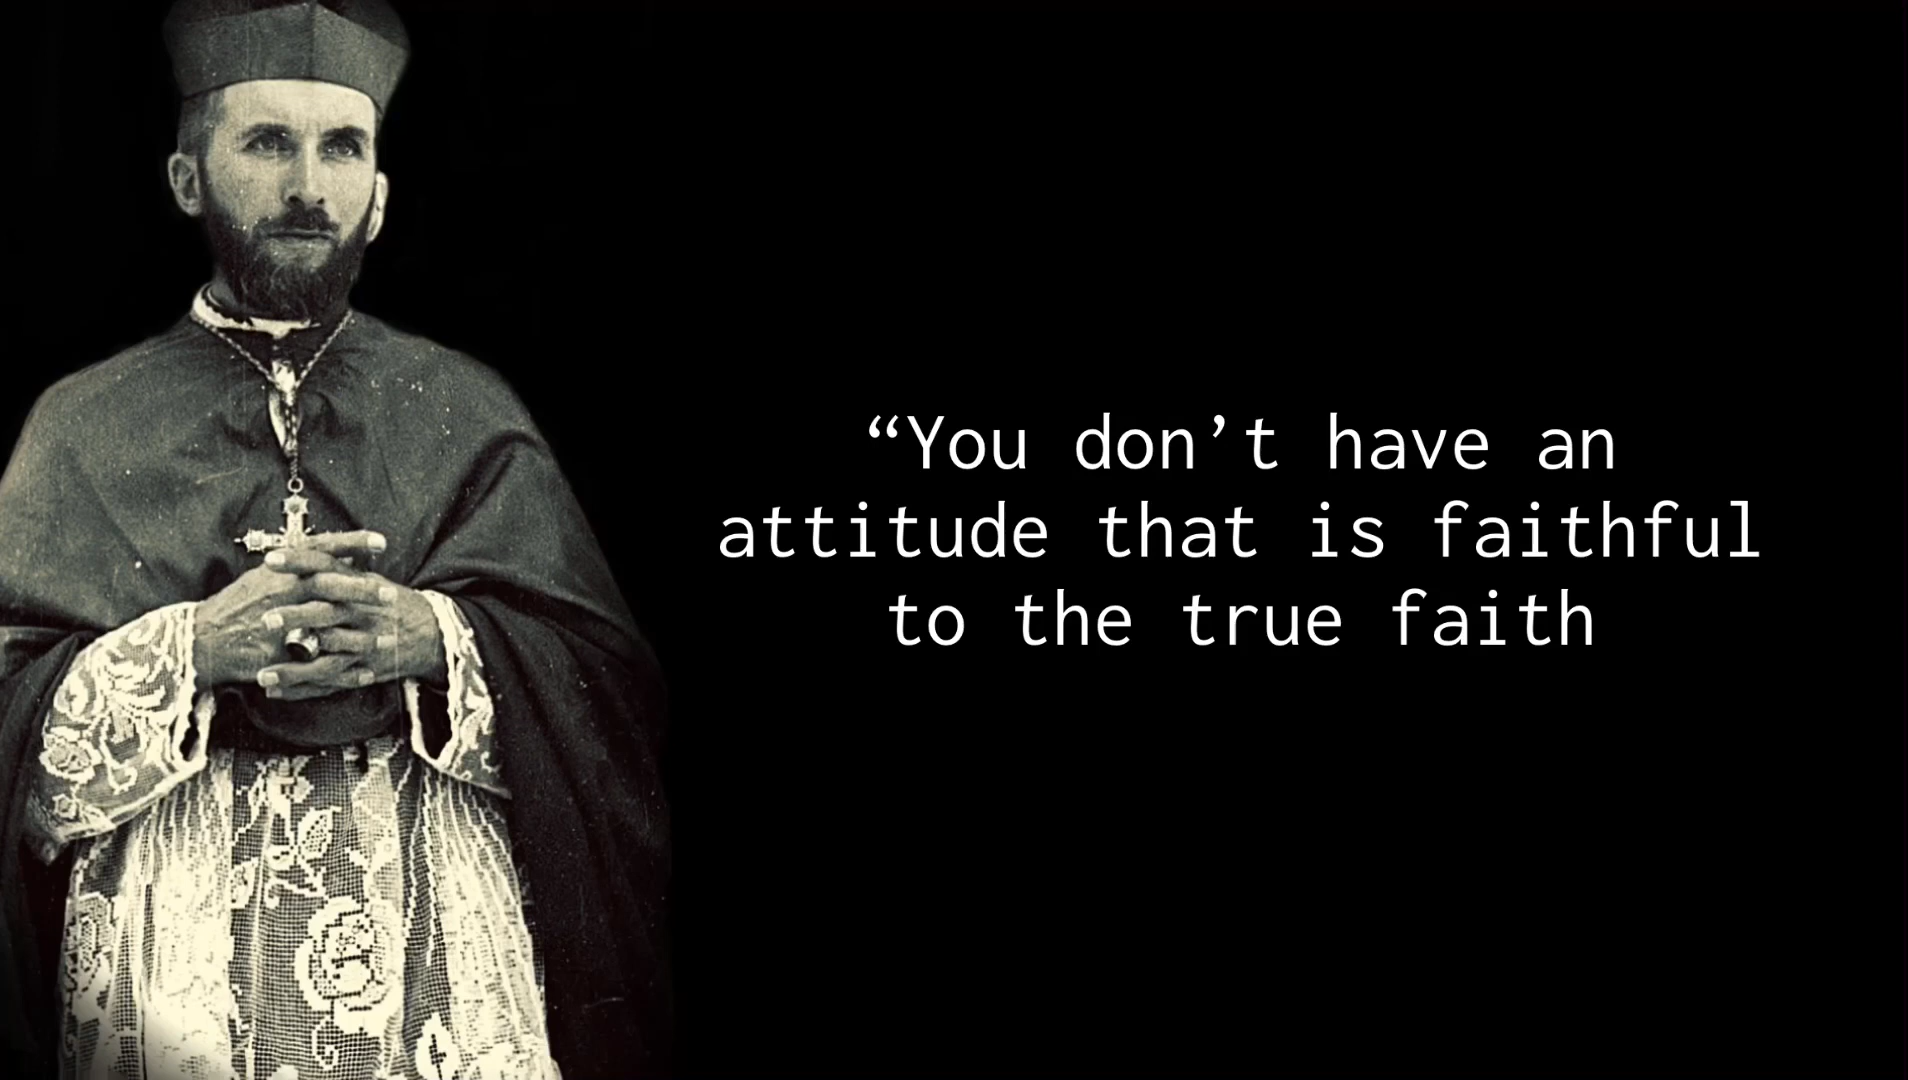 “You don’t have an
attitude that is faithful
to the true faith